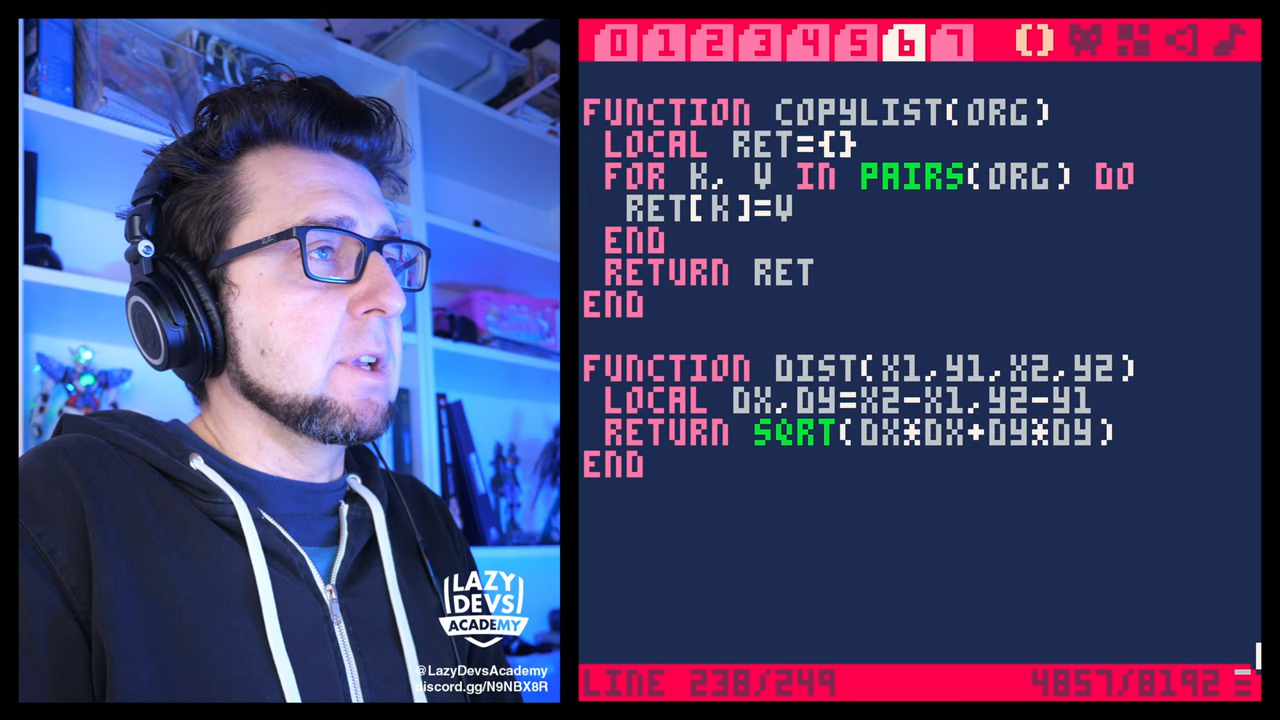 0 1 2 3 4 5 6 7 ()
FUNCTION COPYLIST(ORG)
LOCAL RET={}
FOR K, V IN PAIRS(ORG) DO
RET[K]=V
END
RETURN RET
END
FUNCTION DIST(X1,Y1,X2,Y2)
LOCAL DX,DY=X2-X1,Y2-Y1
RETURN SQRT(DX*DX+DY*DY)
END
LINE 238/249 4857/8192
LAZY
DEVS
ACADEMY
@LazyDevsAcademy
discord.gg/N9NBX8R